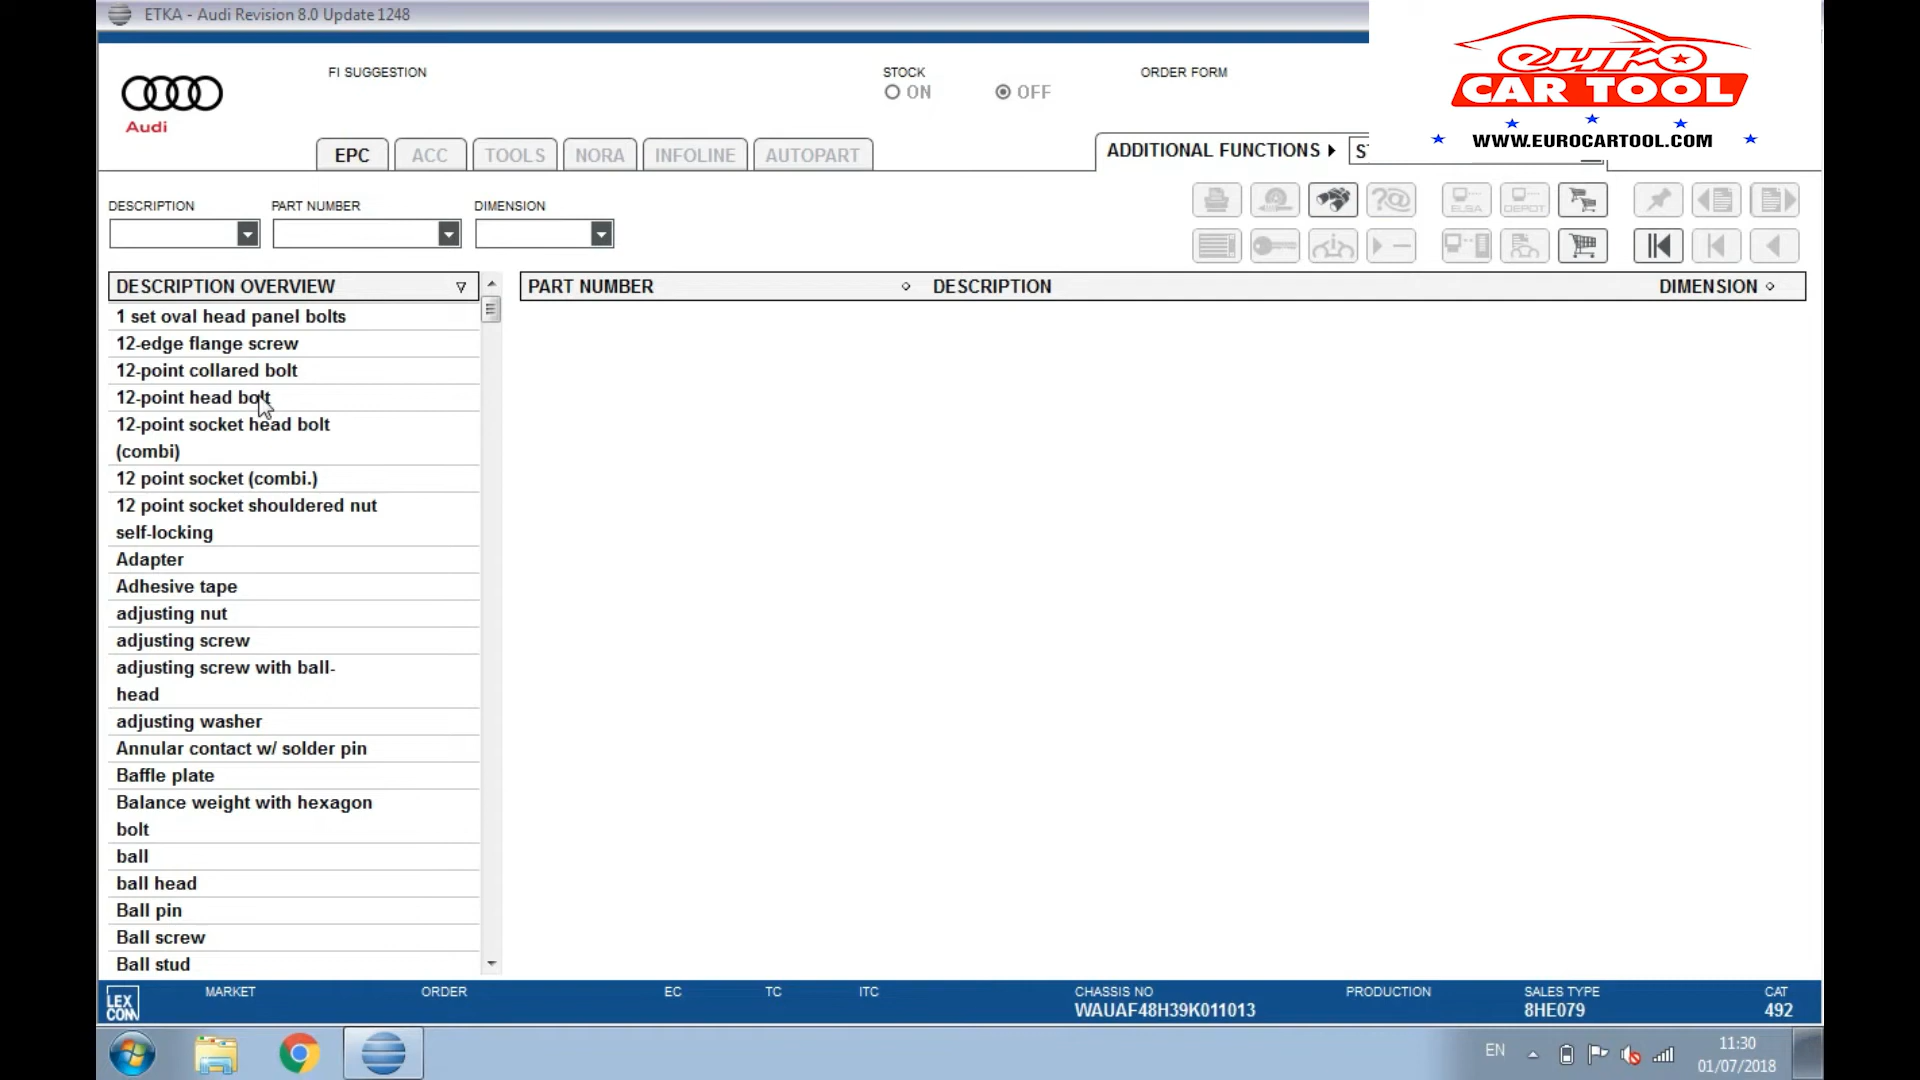 ETKA - Audi Revision 8.0 Update 1248
euro
CAR TOOL
WWW.EUROCARTOOL.COM
Audi
FI SUGGESTION
STOCK
ON
OFF
ORDER FORM
EPC
ACC
TOOLS
NORA
INFOLINE
AUTOPART
ADDITIONAL FUNCTIONS
DESCRIPTION
PART NUMBER
DIMENSION
ELSA
DEPOT
DESCRIPTION OVERVIEW
PART NUMBER
DESCRIPTION
DIMENSION
1 set oval head panel bolts
12-edge flange screw
12-point collared bolt
12-point head bolt
12-point socket head bolt
(combi)
12 point socket (combi.)
12 point socket shouldered nut
self-locking
Adapter
Adhesive tape
adjusting nut
adjusting screw
adjusting screw with ball-
head
adjusting washer
Annular contact w/ solder pin
Baffle plate
Balance weight with hexagon
bolt
ball
ball head
Ball pin
Ball screw
Ball stud
LEX
COM
MARKET
ORDER
EC
TC
ITC
CHASSIS NO
WAUAF48H39K011013
PRODUCTION
SALES TYPE
8HE079
CAT
492
EN
11:30
01/07/2018